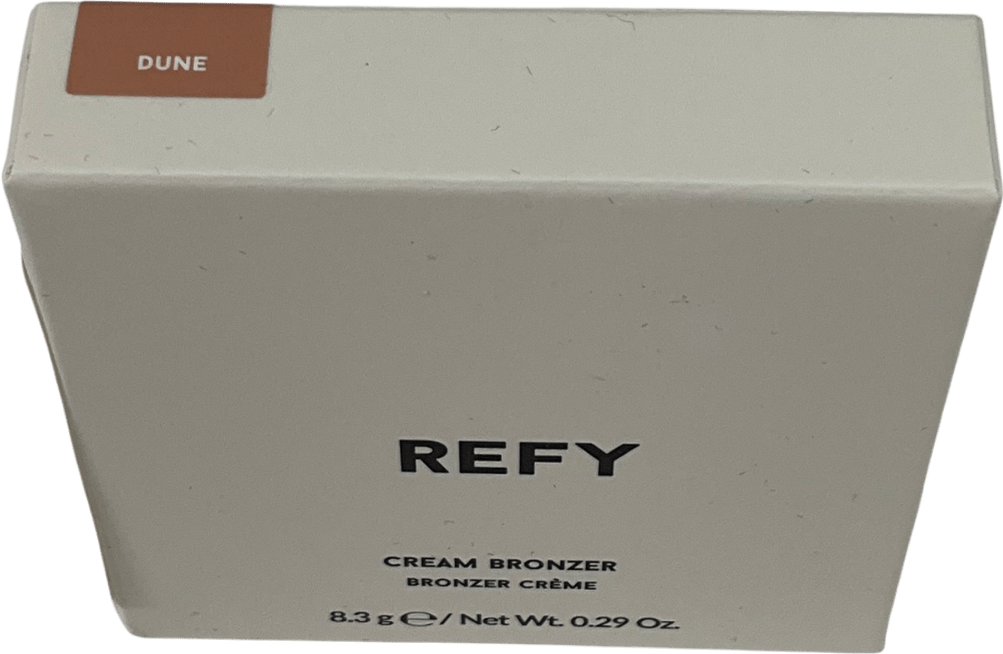 DUNE
REFY
CREAM BRONZER
BRONZER CRÈME
8.3 g ℮ / Net Wt. 0.29 Oz.